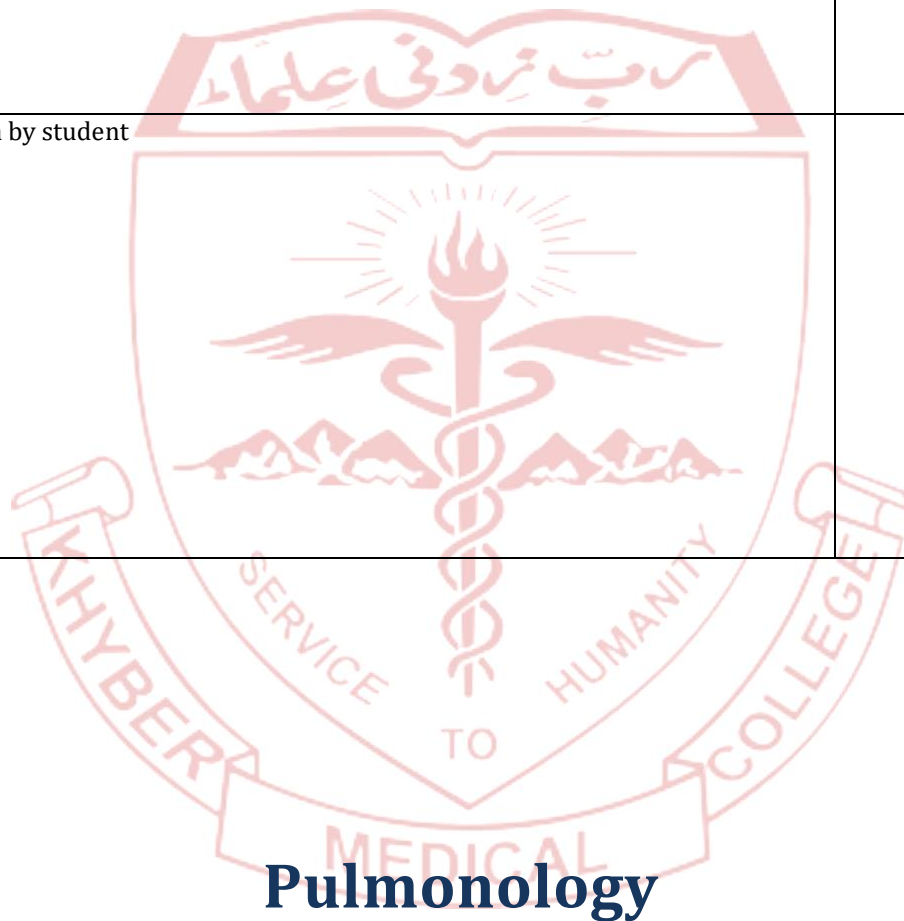 ربّ زدنی علماً
by student
SERVICE
TO
HUMANITY
KHYBER
MEDICAL
COLLEGE
Pulmonology